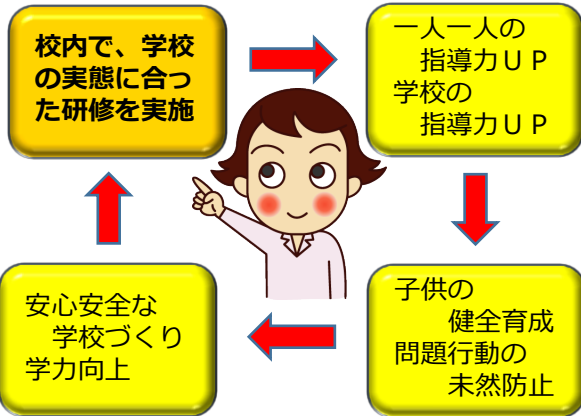 校内で、学校
の実態に合っ
た研修を実施
一人一人の
指導力ＵＰ
学校の
指導力ＵＰ
子供の
健全育成
問題行動の
未然防止
安心安全な
学校づくり
学力向上